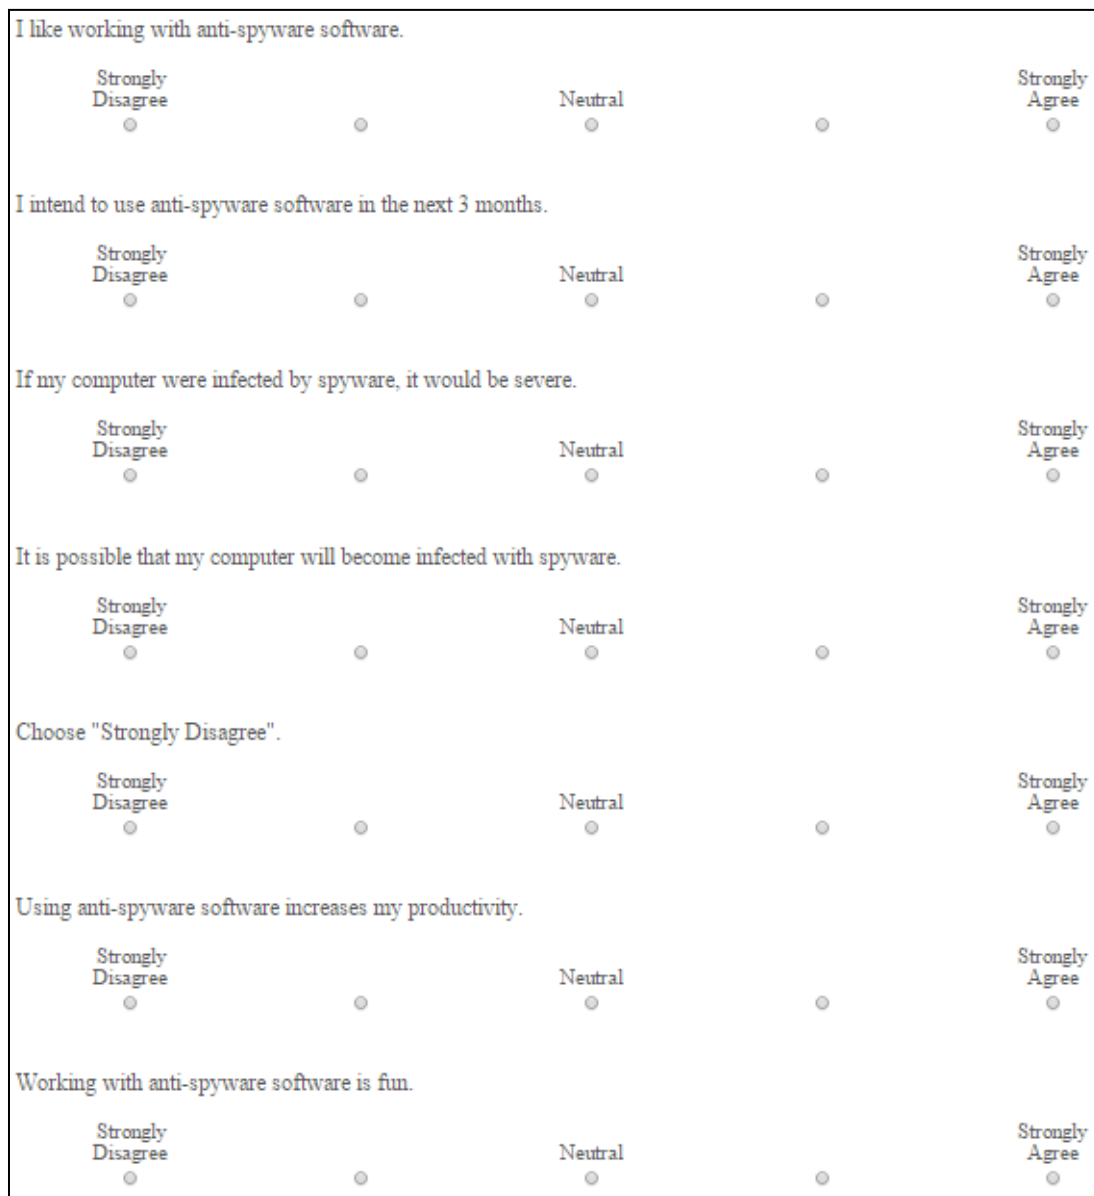 I like working with anti-spyware software.
Strongly Strongly
Disagree Neutral Agree
I intend to use anti-spyware software in the next 3 months.
Strongly Strongly
Disagree Neutral Agree
If my computer were infected by spyware, it would be severe.
Strongly Strongly
Disagree Neutral Agree
It is possible that my computer will become infected with spyware.
Strongly Strongly
Disagree Neutral Agree
Choose "Strongly Disagree".
Strongly Strongly
Disagree Neutral Agree
Using anti-spyware software increases my productivity.
Strongly Strongly
Disagree Neutral Agree
Working with anti-spyware software is fun.
Strongly Strongly
Disagree Neutral Agree